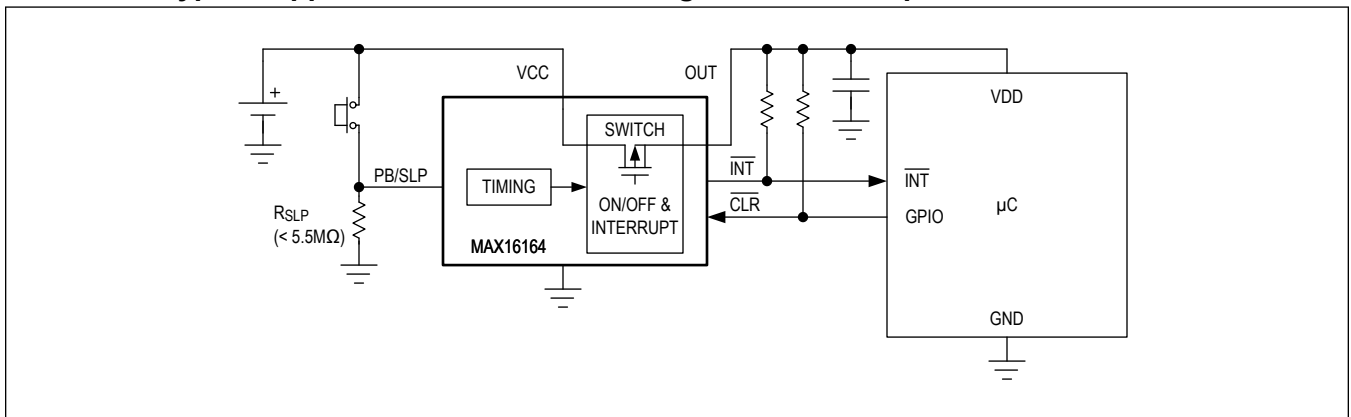 VCC
OUT
VDD
+
SWITCH
PB/SLP
TIMING
INT
INT
ON/OFF &
INTERRUPT
CLR
GPIO
µC
RSLP
(< 5.5MΩ)
MAX16164
GND